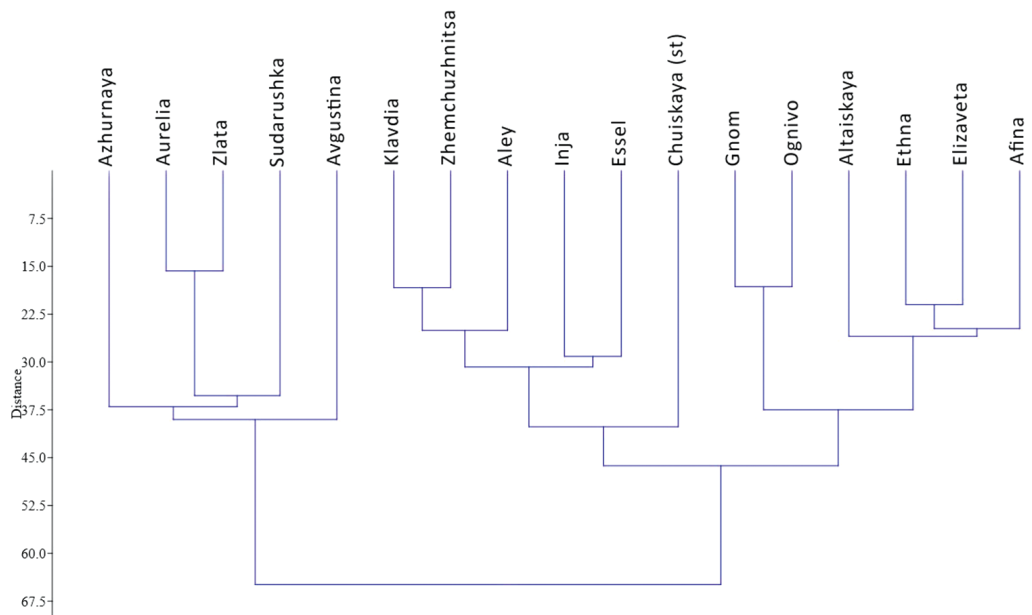 Azhurnaya
Aurelia
Zlata
Sudarushka
Avgustina
Klavdia
Zhemchuzhnitsa
Aley
Inja
Essel
Chuiskaya (st)
Gnom
Ognivo
Altaiskaya
Ethna
Elizaveta
Afina
7.5
15.0
22.5
30.0
37.5
45.0
52.5
60.0
67.5
Distance